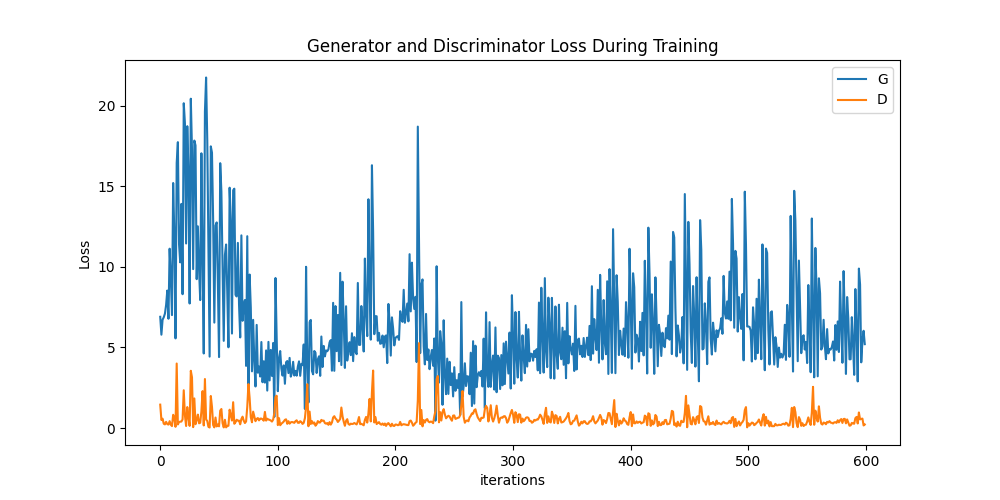 Generator and Discriminator Loss During Training
G
D
Loss
20
15
10
5
0
0 100 200 300 400 500 600
iterations